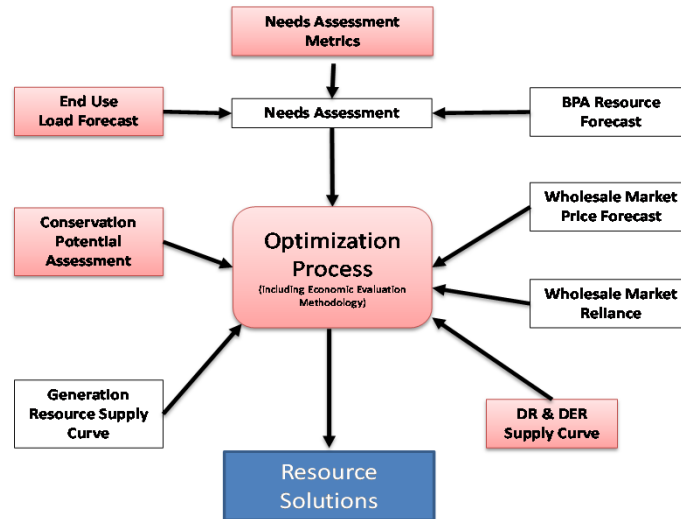 Needs Assessment
Metrics
End Use
Load Forecast
Needs Assessment
BPA Resource
Forecast
Conservation
Potential
Assessment
Optimization
Process
(including Economic Evaluation
Methodology)
Wholesale Market
Price Forecast
Wholesale Market
Reliance
Generation
Resource Supply
Curve
DR & DER
Supply Curve
Resource
Solutions